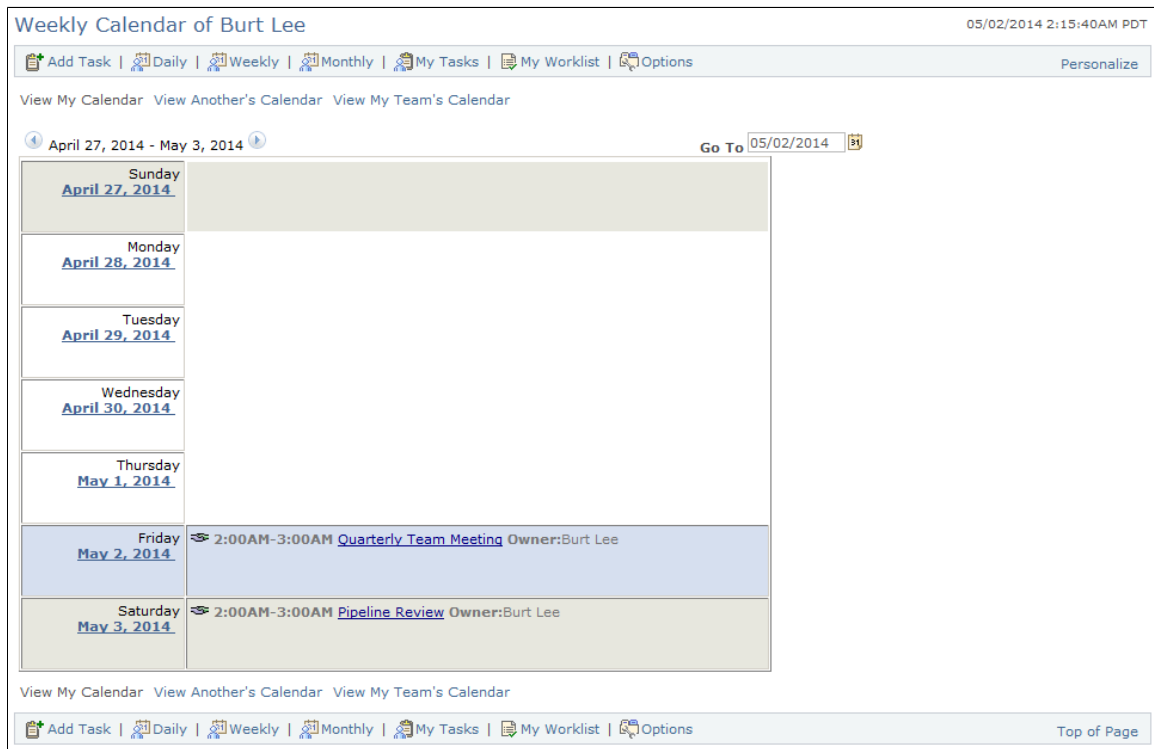 Weekly Calendar of Burt Lee 05/02/2014 2:15:40AM PDT
Add Task | Daily | Weekly | Monthly | My Tasks | My Worklist | Options Personalize
View My Calendar View Another's Calendar View My Team's Calendar
April 27, 2014 - May 3, 2014 Go To 05/02/2014
Sunday
April 27, 2014
Monday
April 28, 2014
Tuesday
April 29, 2014
Wednesday
April 30, 2014
Thursday
May 1, 2014
Friday 2:00AM-3:00AM Quarterly Team Meeting Owner:Burt Lee
May 2, 2014
Saturday 2:00AM-3:00AM Pipeline Review Owner:Burt Lee
May 3, 2014
View My Calendar View Another's Calendar View My Team's Calendar
Add Task | Daily | Weekly | Monthly | My Tasks | My Worklist | Options Top of Page